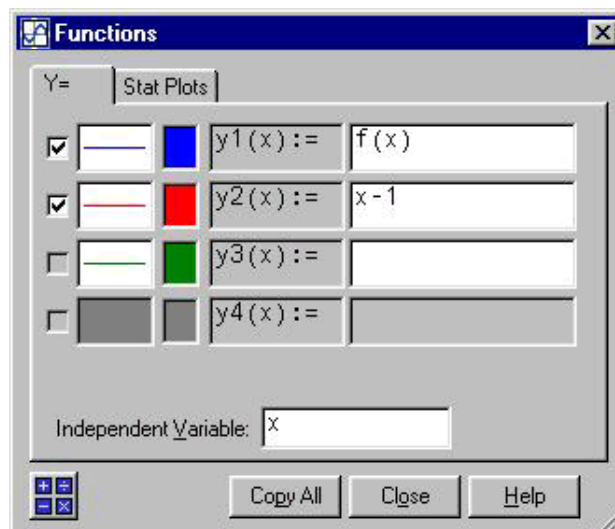 Functions
Y=
Stat Plots
y1(x):= f(x)
y2(x):= x-1
y3(x):=
y4(x):=
Independent Variable: x
Copy All Close Help